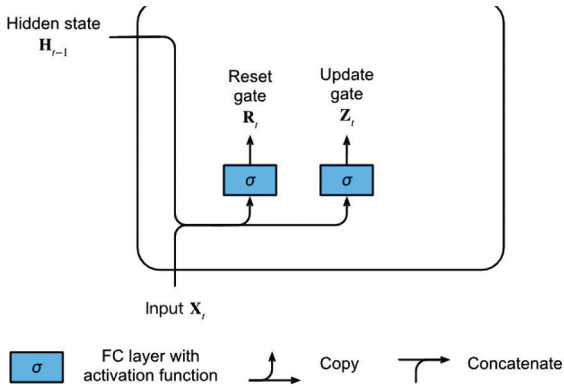 Hidden state
H_{t-1}
Reset
gate
R_t
Update
gate
Z_t
σ
σ
Input X_t
σ
FC layer with
activation function
Copy
Concatenate